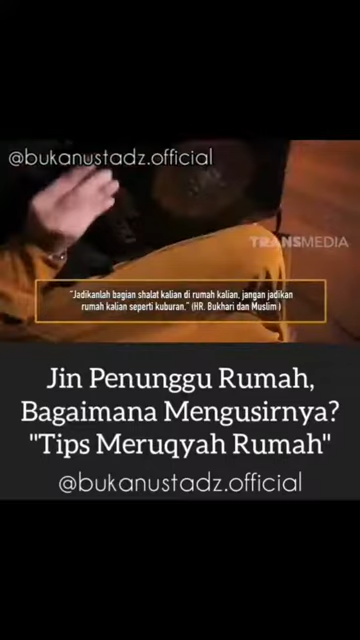 @bukanustadz.official
TRANSMEDIA
"Jadikanlah bagian shalat kalian di rumah kalian, jangan jadikan
rumah kalian seperti kuburan." (HR. Bukhari dan Muslim )
Jin Penunggu Rumah,
Bagaimana Mengusirnya?
"Tips Meruqyah Rumah"
@bukanustadz.official